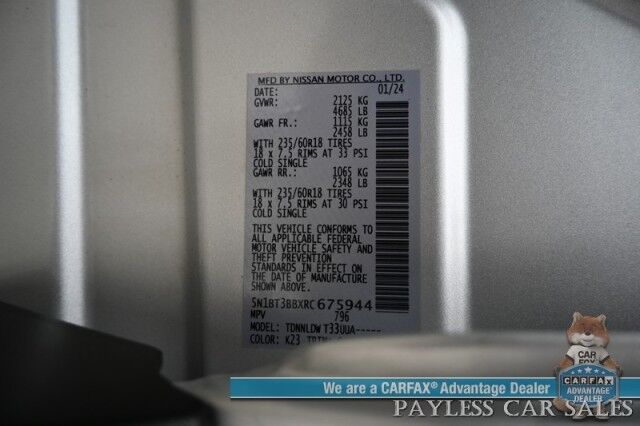 MFD BY NISSAN MOTOR CO., LTD.
DATE: 01/24
GVWR: 2125 KG
4685 LB
GAWR FR.: 1115 KG
2458 LB
WITH 235/60R18 TIRES
18 x 7.5 RIMS AT 33 PSI
COLD SINGLE
GAWR RR.: 1065 KG
2348 LB
WITH 235/60R18 TIRES
18 x 7.5 RIMS AT 30 PSI
COLD SINGLE
THIS VEHICLE CONFORMS TO
ALL APPLICABLE FEDERAL
MOTOR VEHICLE SAFETY AND
THEFT PREVENTION
STANDARDS IN EFFECT ON
THE DATE OF MANUFACTURE
SHOWN ABOVE.
5N1BT3BBXRC675944
MPV 796
MODEL: TDNNLDW T33UUA-----
COLOR: K23
We are a CARFAX® Advantage Dealer
CAR
FOX
CARFAX
ADVANTAGE
DEALER
PAYLESS CAR SALES